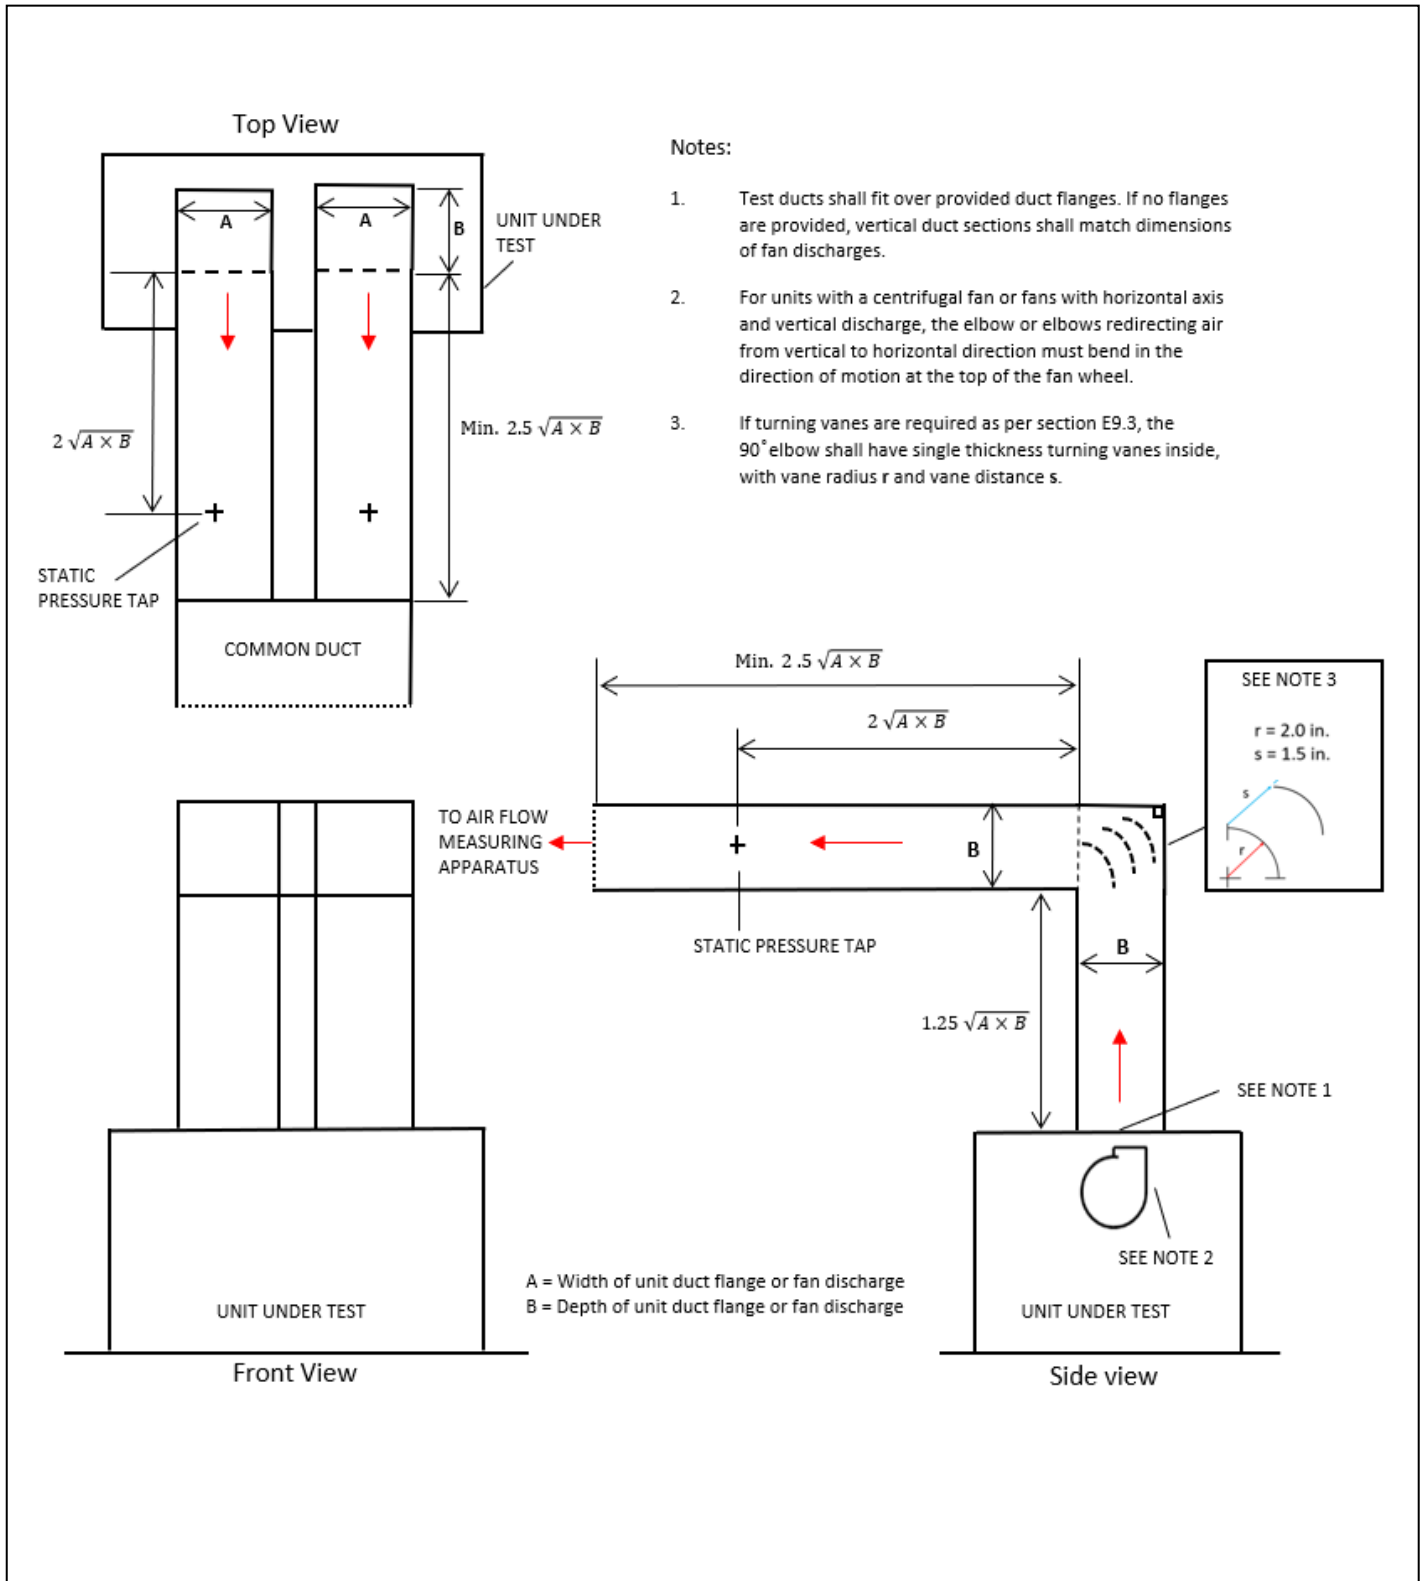 Top View
A
A
B
UNIT UNDER
TEST
2 √A × B
Min. 2.5 √A × B
STATIC
PRESSURE TAP
COMMON DUCT
Notes:
1. Test ducts shall fit over provided duct flanges. If no flanges
are provided, vertical duct sections shall match dimensions
of fan discharges.
2. For units with a centrifugal fan or fans with horizontal axis
and vertical discharge, the elbow or elbows redirecting air
from vertical to horizontal direction must bend in the
direction of motion at the top of the fan wheel.
3. If turning vanes are required as per section E9.3, the
90° elbow shall have single thickness turning vanes inside,
with vane radius r and vane distance s.
Min. 2 .5 √A × B
2 √A × B
TO AIR FLOW
MEASURING
APPARATUS
B
STATIC PRESSURE TAP
B
1.25 √A × B
SEE NOTE 3
r = 2.0 in.
s = 1.5 in.
s
r
SEE NOTE 1
SEE NOTE 2
UNIT UNDER TEST
Side view
A = Width of unit duct flange or fan discharge
B = Depth of unit duct flange or fan discharge
UNIT UNDER TEST
Front View